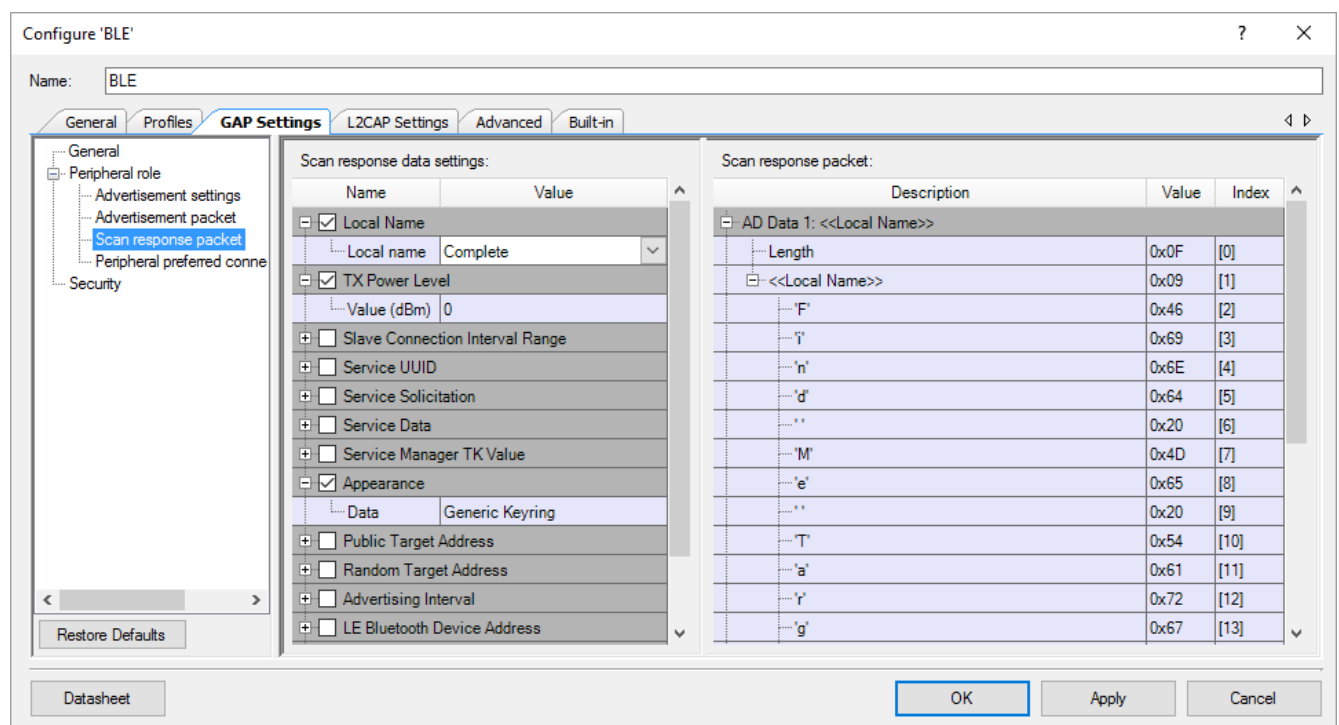 Configure 'BLE'
?
Name: BLE
General Profiles GAP Settings L2CAP Settings Advanced Built-in
General
Peripheral role
Advertisement settings
Advertisement packet
Scan response packet
Peripheral preferred conne
Security
Restore Defaults
Scan response data settings:
Name Value
Local Name
Local name Complete
TX Power Level
Value (dBm) 0
Slave Connection Interval Range
Service UUID
Service Solicitation
Service Data
Service Manager TK Value
Appearance
Data Generic Keyring
Public Target Address
Random Target Address
Advertising Interval
LE Bluetooth Device Address
Scan response packet:
Description Value Index
AD Data 1: <<Local Name>>
Length 0x0F [0]
<<Local Name>> 0x09 [1]
'F' 0x46 [2]
'i' 0x69 [3]
'n' 0x6E [4]
'd' 0x64 [5]
' ' 0x20 [6]
'M' 0x4D [7]
'e' 0x65 [8]
' ' 0x20 [9]
'T' 0x54 [10]
'a' 0x61 [11]
'r' 0x72 [12]
'g' 0x67 [13]
Datasheet OK Apply Cancel